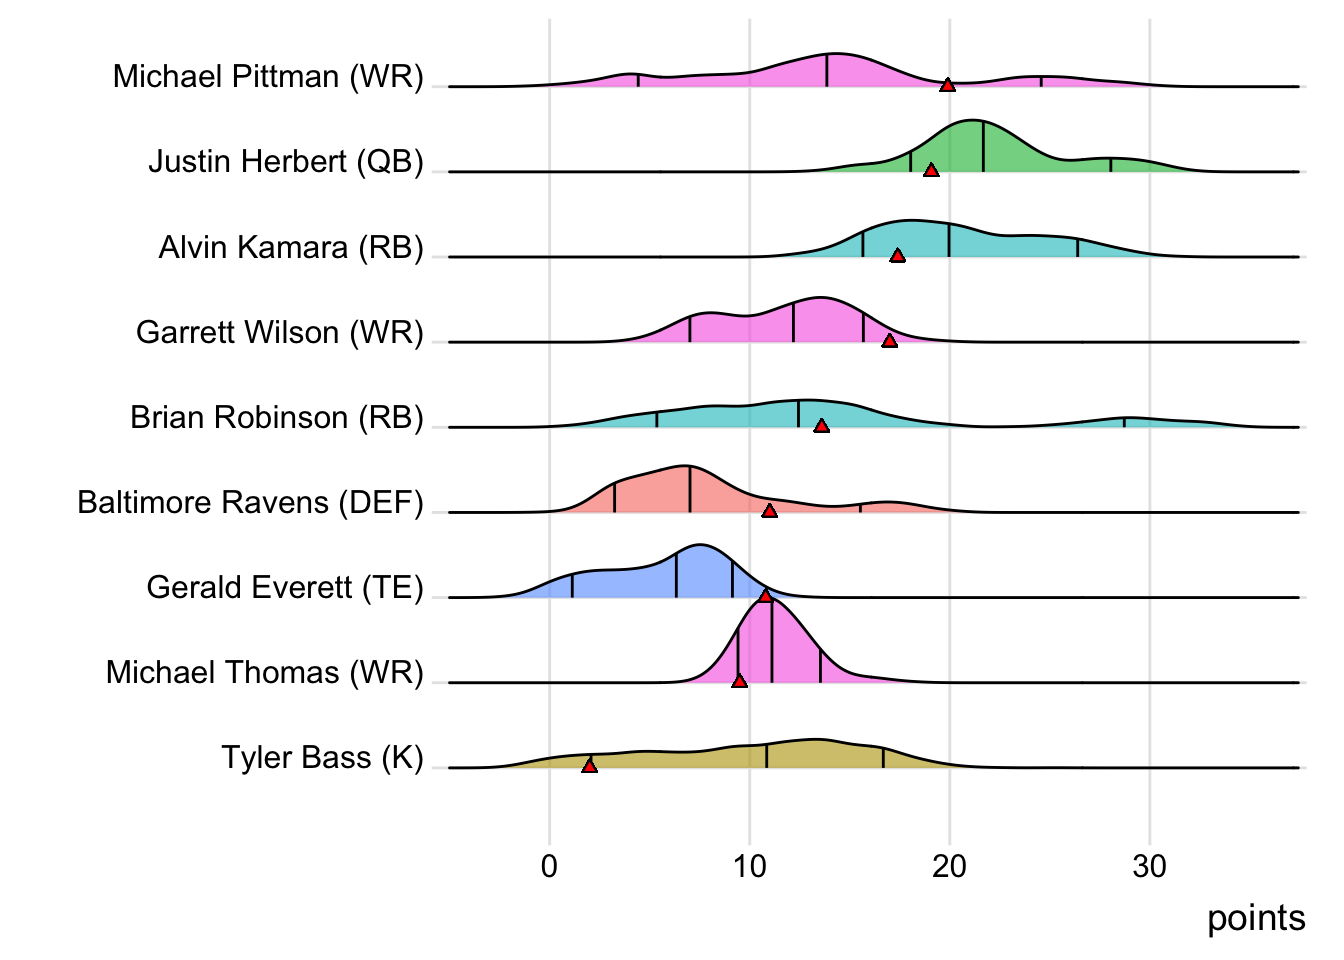 Michael Pittman (WR)
Justin Herbert (QB)
Alvin Kamara (RB)
Garrett Wilson (WR)
Brian Robinson (RB)
Baltimore Ravens (DEF)
Gerald Everett (TE)
Michael Thomas (WR)
Tyler Bass (K)
0 10 20 30
points